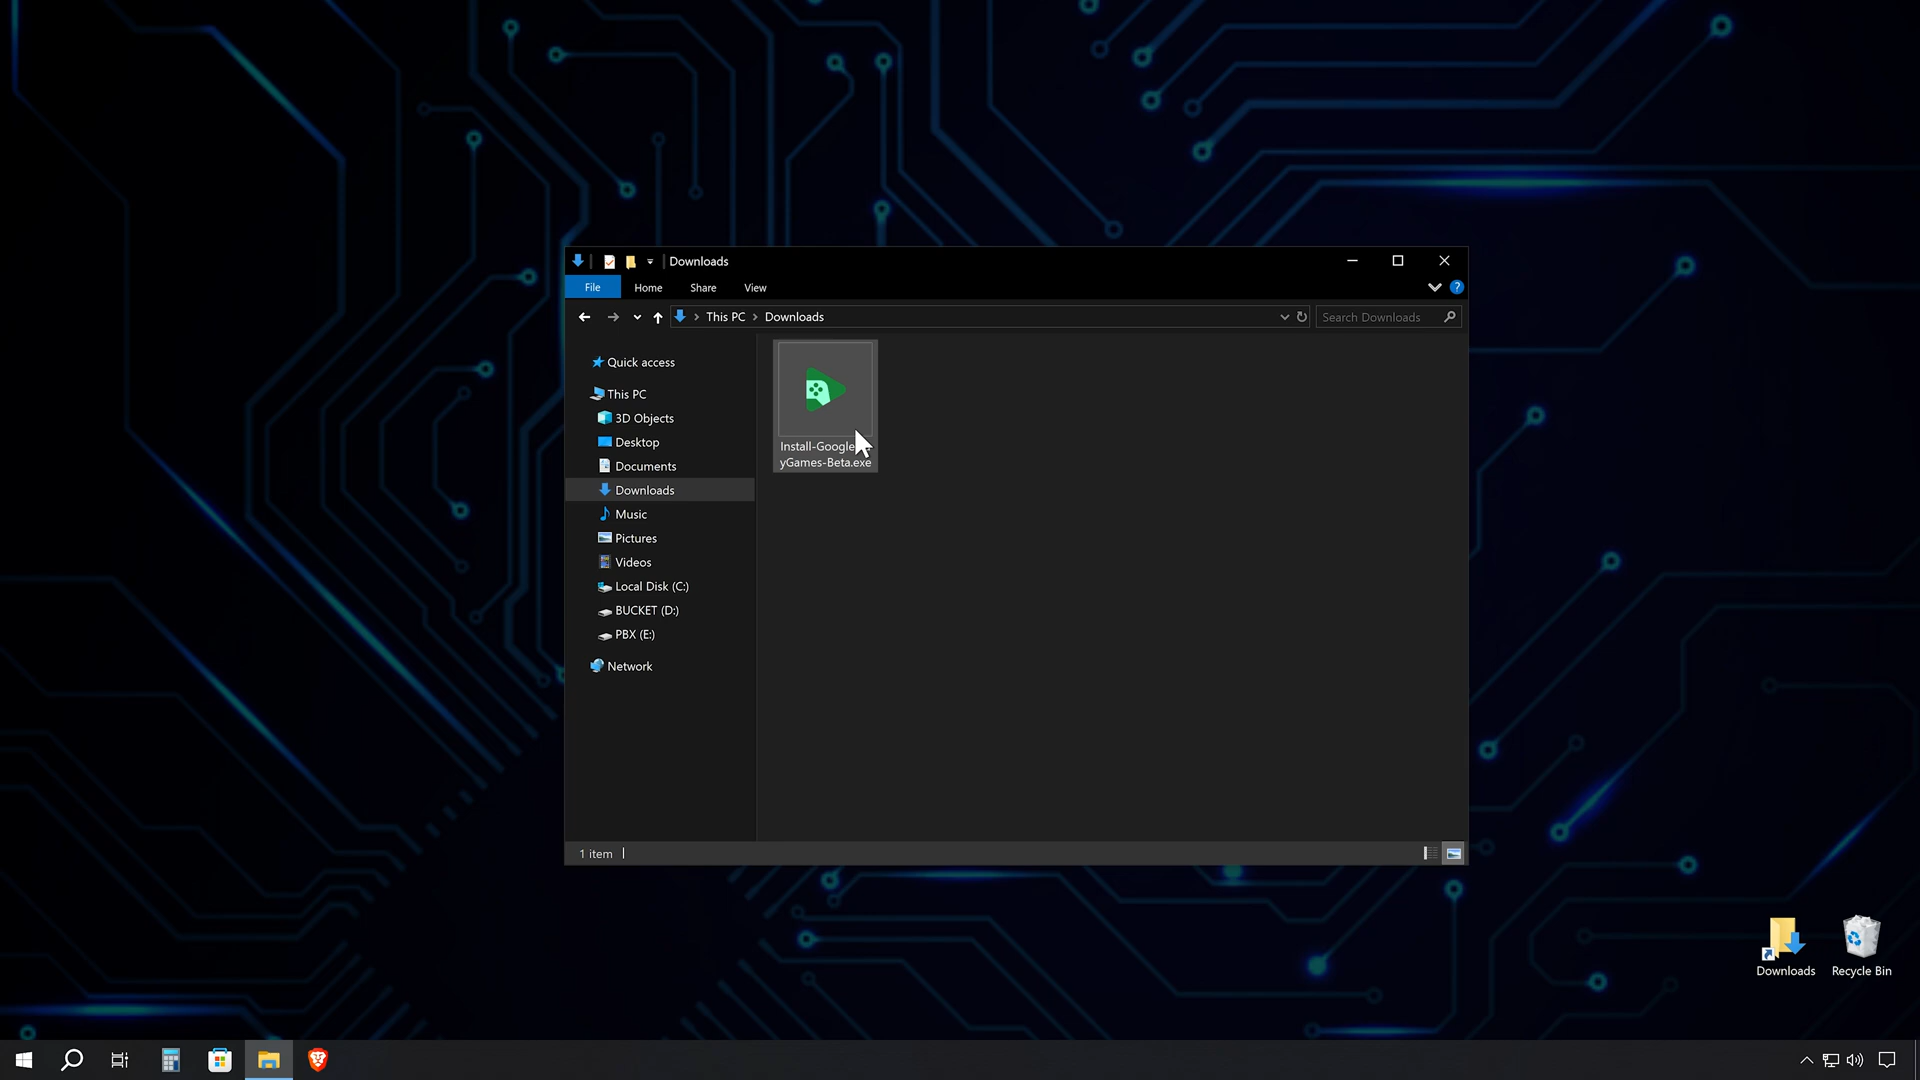 Downloads
File Home Share View
This PC Downloads
Search Downloads
Quick access
This PC
3D Objects
Desktop
Documents
Downloads
Music
Pictures
Videos
Local Disk (C:)
BUCKET (D:)
PBX (E:)
Network
Install-Google
yGames-Beta.exe
1 item
Downloads
Recycle Bin